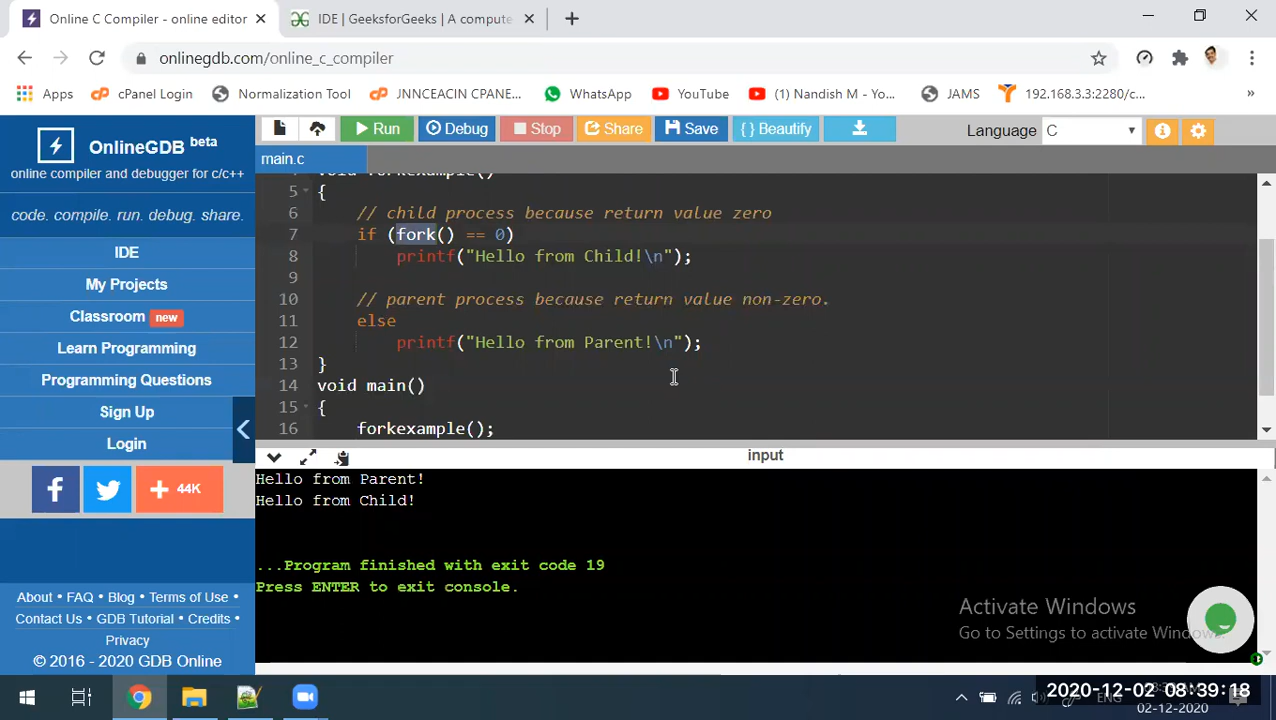 Online C Compiler - online editor
IDE | GeeksforGeeks | A compute
onlinegdb.com/online_c_compiler
Apps
cPanel Login
Normalization Tool
JNNCEACIN CPANE...
WhatsApp
YouTube
(1) Nandish M - Yo...
JAMS
192.168.3.3:2280/c...
»
OnlineGDB beta
online compiler and debugger for c/c++
code. compile. run. debug. share.
IDE
My Projects
Classroom new
Learn Programming
Programming Questions
Sign Up
Login
f
+ 44K
About • FAQ • Blog • Terms of Use •
Contact Us • GDB Tutorial • Credits •
Privacy
© 2016 - 2020 GDB Online
Run
Debug
Stop
Share
Save
{ } Beautify
Language C
main.c
void forkexample()
5 {
6 // child process because return value zero
7 if (fork() == 0)
8 printf("Hello from Child!\n");
9
10 // parent process because return value non-zero.
11 else
12 printf("Hello from Parent!\n");
13 }
14 void main()
15 {
16 forkexample();
input
Hello from Parent!
Hello from Child!
...Program finished with exit code 19
Press ENTER to exit console.
Activate Windows
Go to Settings to activate Windows.
ENG
2020-12-02 08:39:18
02-12-2020